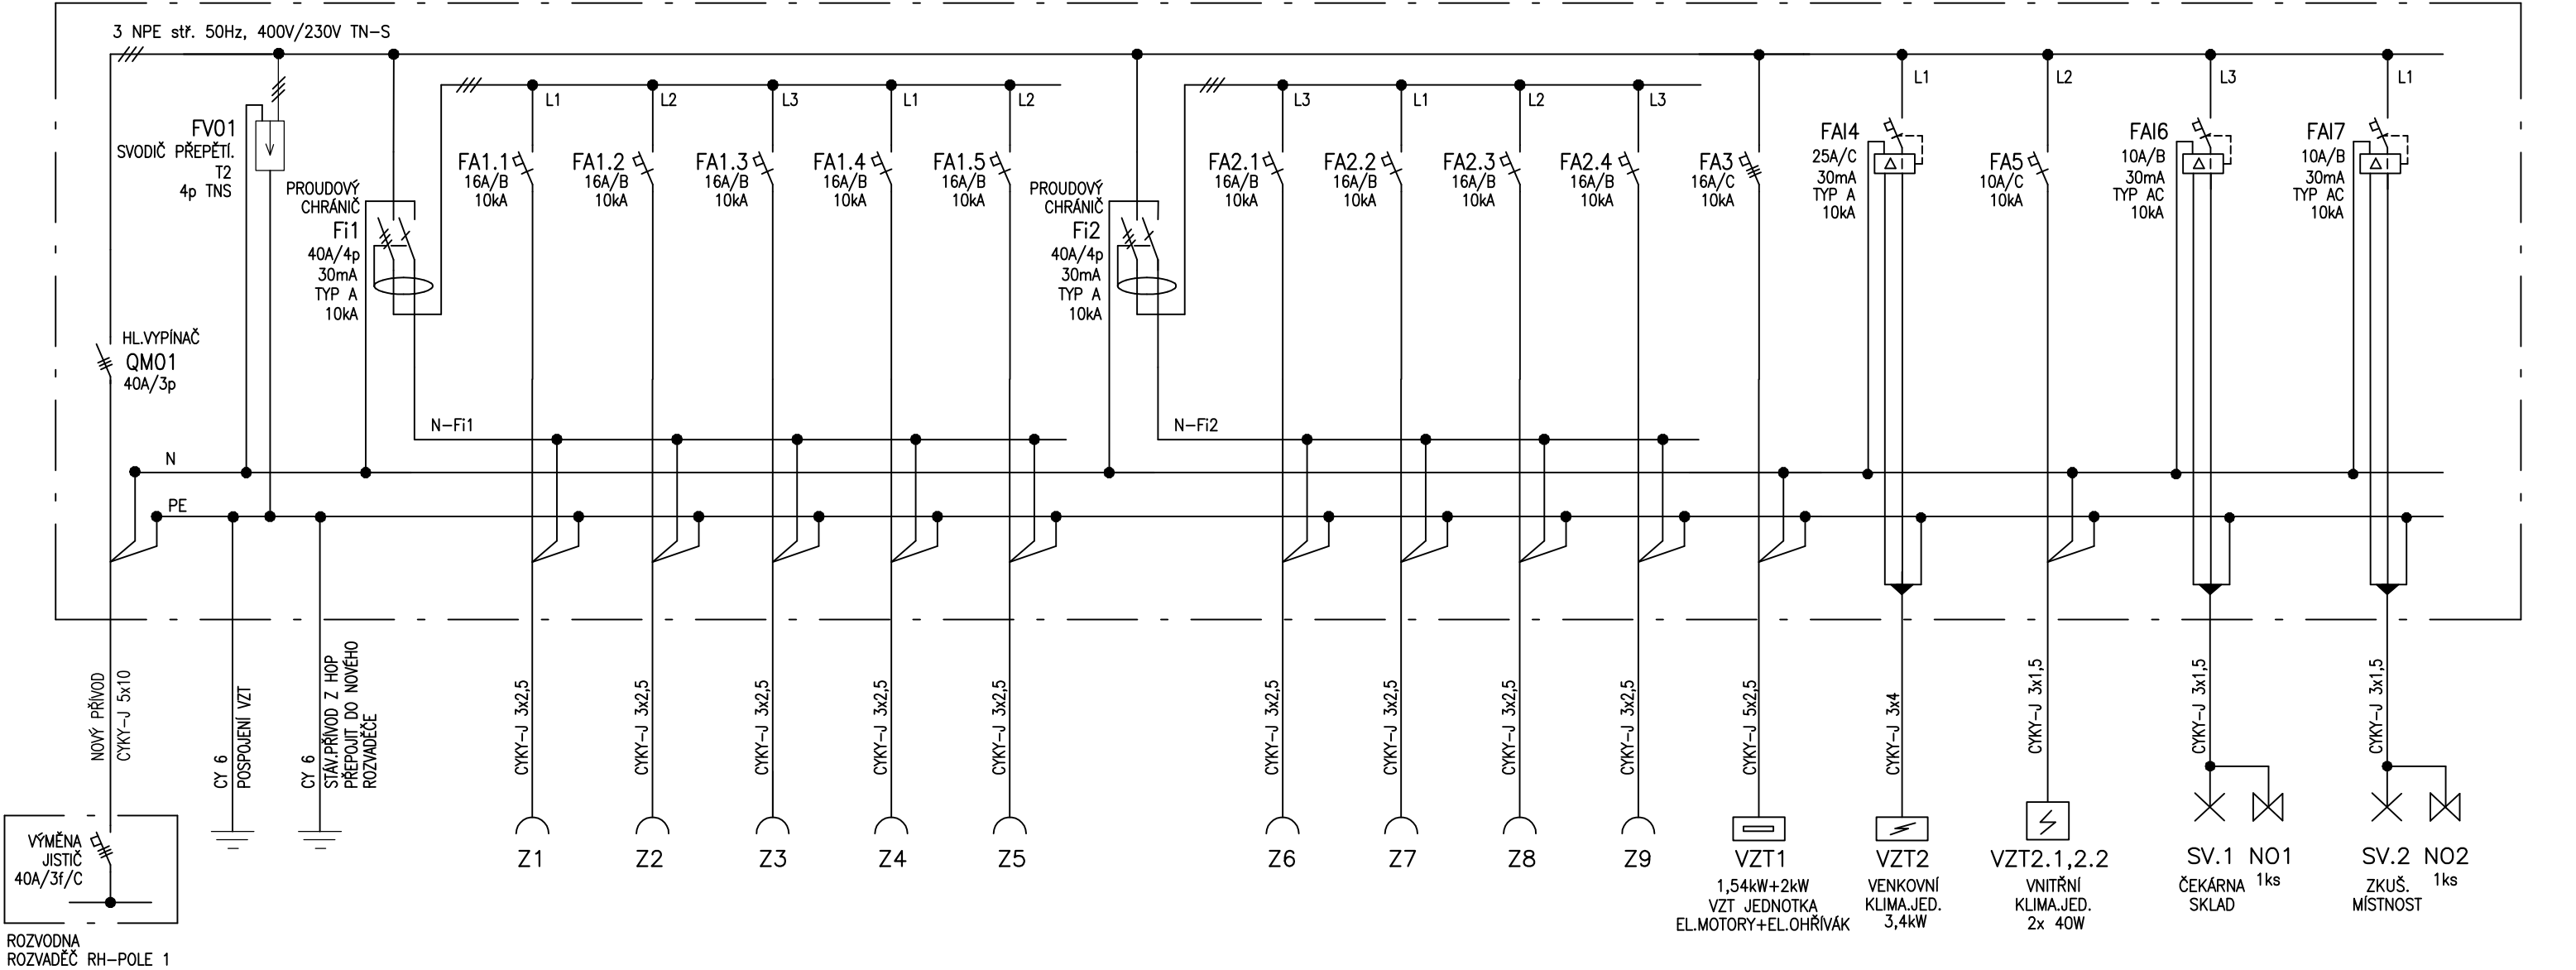 3 NPE stř. 50Hz, 400V/230V TN-S
FV01
SVODIČ PŘEPĚTÍ.
T2
4p TNS
PROUDOVÝ
CHRÁNIČ
Fi1
40A/4p
30mA
TYP A
10kA
HL.VYPÍNAČ
QM01
40A/3p
L1
L2
L3
L1
L2
FA1.1
16A/B
10kA
FA1.2
16A/B
10kA
FA1.3
16A/B
10kA
FA1.4
16A/B
10kA
FA1.5
16A/B
10kA
PROUDOVÝ
CHRÁNIČ
Fi2
40A/4p
30mA
TYP A
10kA
L3
L1
L2
L3
FA2.1
16A/B
10kA
FA2.2
16A/B
10kA
FA2.3
16A/B
10kA
FA2.4
16A/B
10kA
FA3
16A/C
10kA
L1
FAI4
25A/C
30mA
TYP A
10kA
L2
FA5
10A/C
10kA
L3
FAI6
10A/B
30mA
TYP AC
10kA
L1
FAI7
10A/B
30mA
TYP AC
10kA
N-Fi1
N-Fi2
N
PE
NOVÝ PŘÍVOD
CYKY-J 5x10
CY 6
POSPOJENÍ VZT
CY 6
STÁV.PŘÍVOD Z HOP
PŘEPOJIT DO NOVÉHO
ROZVADĚČE
CYKY-J 3x2,5
CYKY-J 3x2,5
CYKY-J 3x2,5
CYKY-J 3x2,5
CYKY-J 3x2,5
CYKY-J 3x2,5
CYKY-J 3x2,5
CYKY-J 3x2,5
CYKY-J 3x2,5
CYKY-J 5x2,5
CYKY-J 3x4
CYKY-J 3x1,5
CYKY-J 3x1,5
CYKY-J 3x1,5
VÝMĚNA
JISTIČ
40A/3f/C
ROZVODNA
ROZVADĚČ RH-POLE 1
Z1
Z2
Z3
Z4
Z5
Z6
Z7
Z8
Z9
VZT1
1,54kW+2kW
VZT JEDNOTKA
EL.MOTORY+EL.OHŘÍVÁK
VZT2
VENKOVNÍ
KLIMA.JED.
3,4kW
VZT2.1,2.2
VNITŘNÍ
KLIMA.JED.
2x 40W
SV.1
ČEKÁRNA
SKLAD
NO1
1ks
SV.2
ZKUŠ.
MÍSTNOST
NO2
1ks